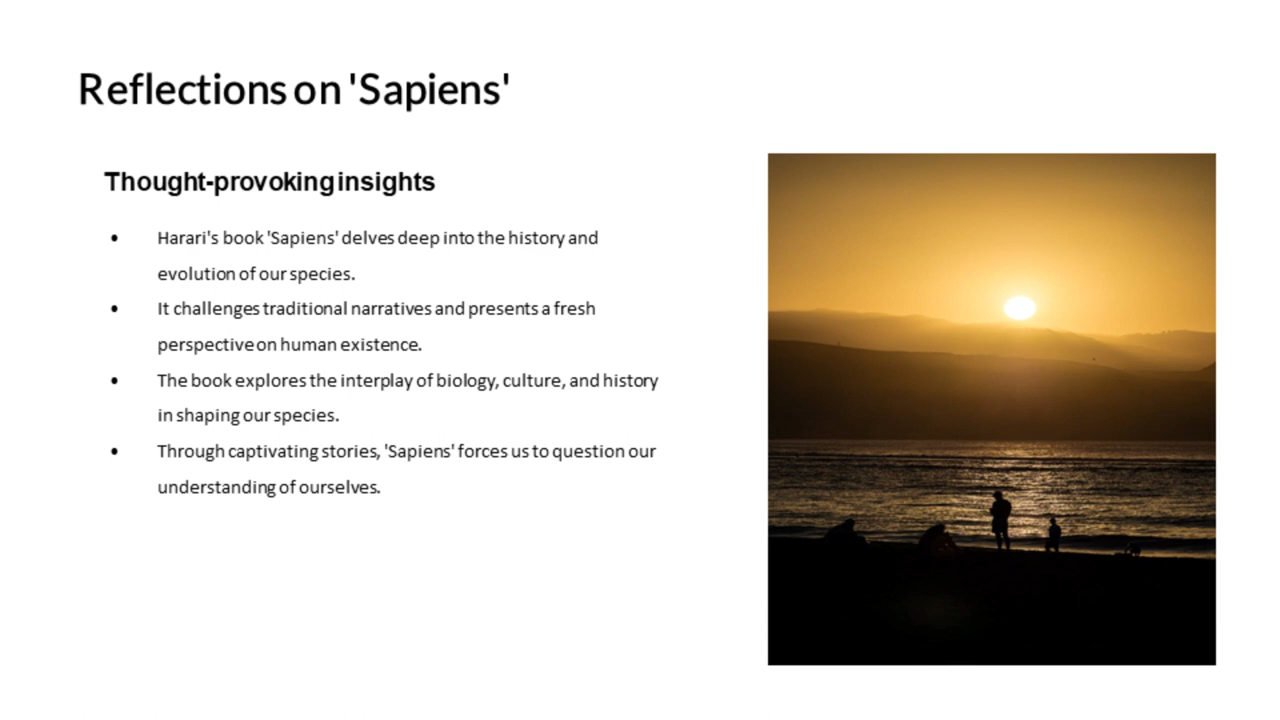 Reflections on 'Sapiens'
Thought-provoking insights
• Harari's book 'Sapiens' delves deep into the history and
evolution of our species.
• It challenges traditional narratives and presents a fresh
perspective on human existence.
• The book explores the interplay of biology, culture, and history
in shaping our species.
• Through captivating stories, 'Sapiens' forces us to question our
understanding of ourselves.